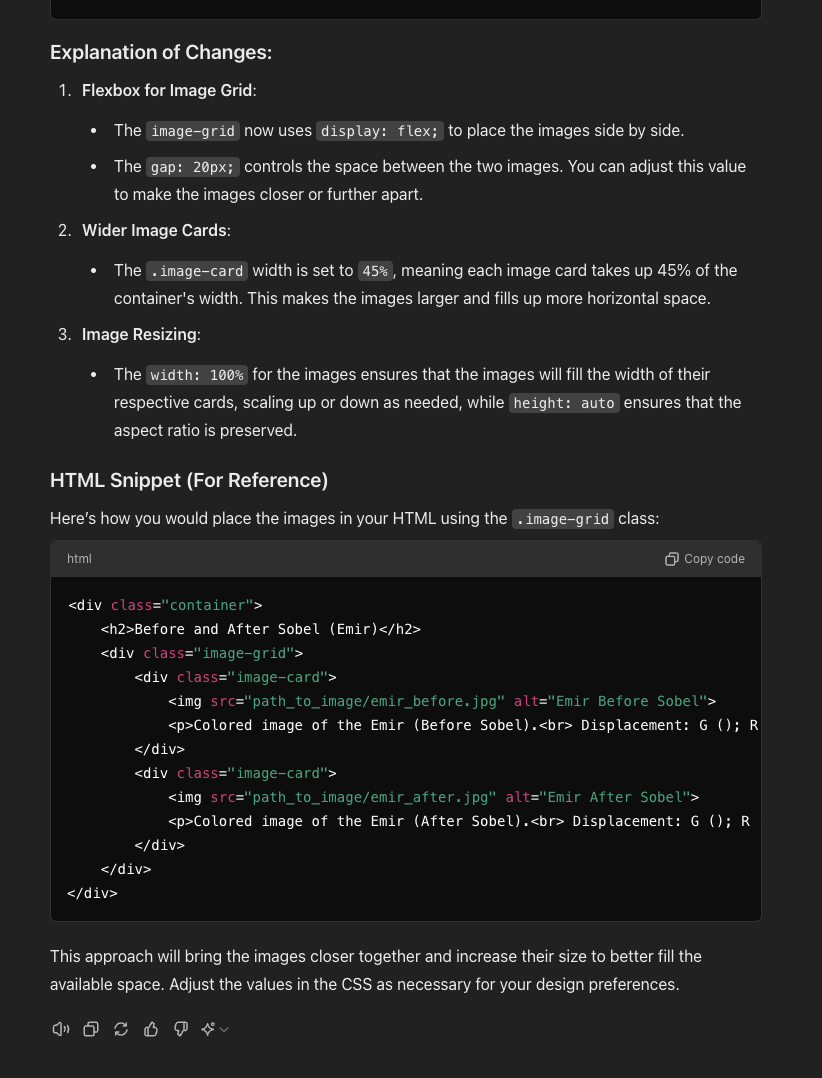 Explanation of Changes:
1. Flexbox for Image Grid:
• The image-grid now uses display: flex; to place the images side by side.
• The gap: 20px; controls the space between the two images. You can adjust this value
to make the images closer or further apart.
2. Wider Image Cards:
• The .image-card width is set to 45%, meaning each image card takes up 45% of the
container's width. This makes the images larger and fills up more horizontal space.
3. Image Resizing:
• The width: 100% for the images ensures that the images will fill the width of their
respective cards, scaling up or down as needed, while height: auto ensures that the
aspect ratio is preserved.
HTML Snippet (For Reference)
Here’s how you would place the images in your HTML using the .image-grid class:
html Copy code
<div class="container">
    <h2>Before and After Sobel (Emir)</h2>
    <div class="image-grid">
        <div class="image-card">
            <img src="path_to_image/emir_before.jpg" alt="Emir Before Sobel">
            <p>Colored image of the Emir (Before Sobel).<br> Displacement: G (); R
        </div>
        <div class="image-card">
            <img src="path_to_image/emir_after.jpg" alt="Emir After Sobel">
            <p>Colored image of the Emir (After Sobel).<br> Displacement: G (); R
        </div>
    </div>
</div>
This approach will bring the images closer together and increase their size to better fill the
available space. Adjust the values in the CSS as necessary for your design preferences.